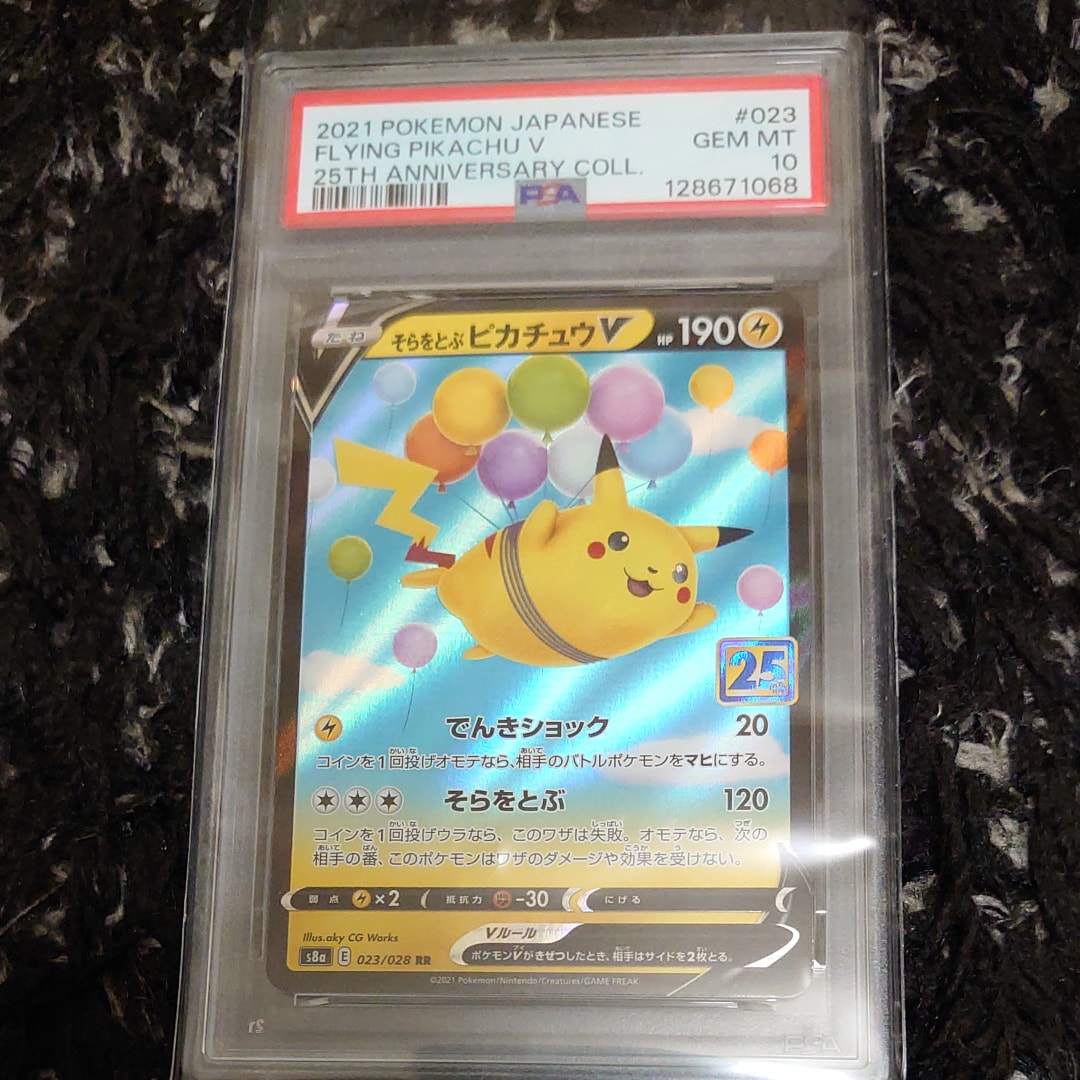 2021 POKEMON JAPANESE #023
FLYING PIKACHU V GEM MT
25TH ANNIVERSARY COLL. 10
PSA 128671068
たね そらをとぶピカチュウV HP 190
25
でんきショック 20
コインを1回投げオモテなら、相手のバトルポケモンをマヒにする。
そらをとぶ 120
コインを1回投げウラなら、このワザは失敗。オモテなら、次の
相手の番、このポケモンはワザのダメージや効果を受けない。
弱点 ×2 抵抗力 -30 にげる
Illus.aky CG Works
Vルール
s8a E 023/028 RR
ポケモンVがきぜつしたとき、相手はサイドを2枚とる。
©2021 Pokémon/Nintendo/Creatures/GAME FREAK.
PSA